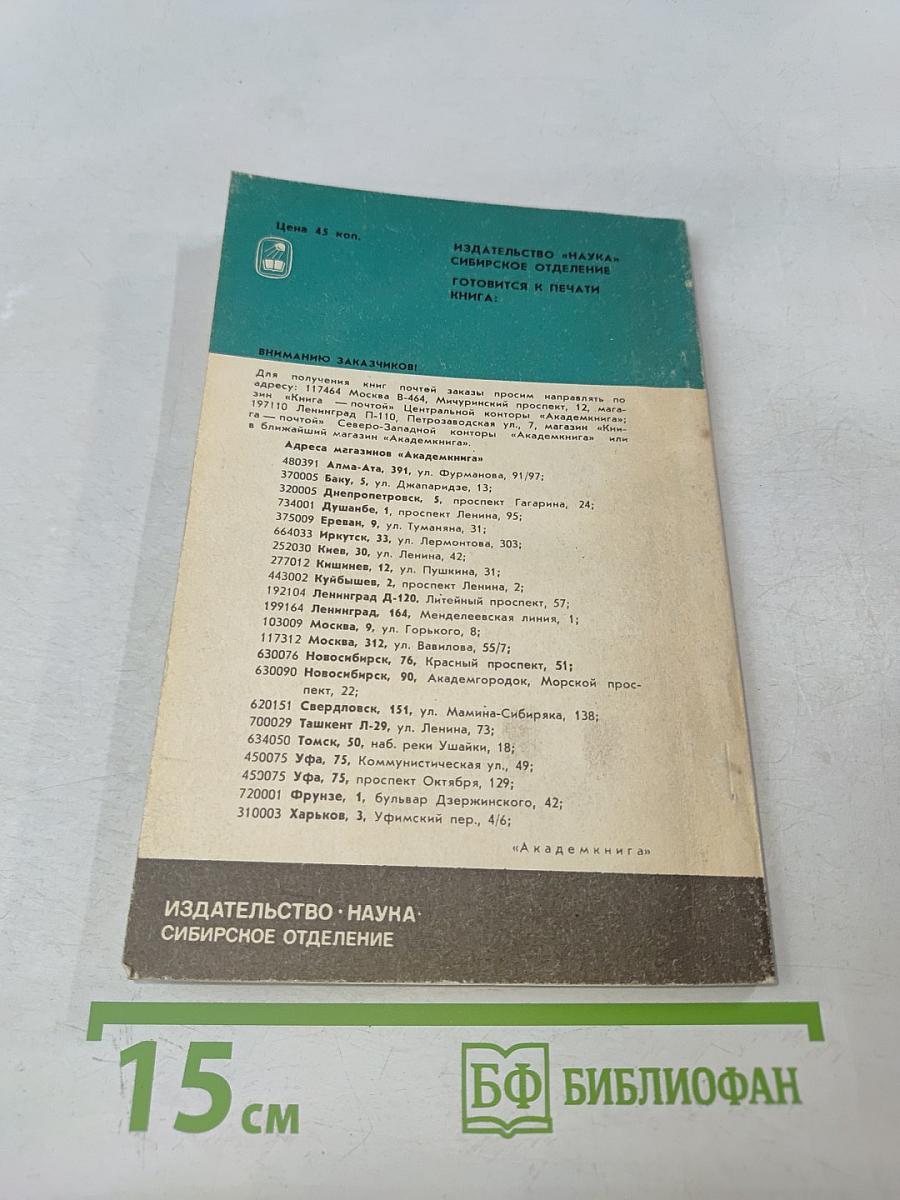 Цена 45 коп.
ИЗДАТЕЛЬСТВО «НАУКА»
СИБИРСКОЕ ОТДЕЛЕНИЕ
ГОТОВИТСЯ К ПЕЧАТИ
КНИГА:
ВНИМАНИЮ ЗАКАЗЧИКОВ!
Для получения книг почтой заказы просим направлять по
адресу: 117464 Москва В-464, Мичуринский проспект, 12, мага-
зин «Книга — почтой» Центральной конторы «Академкнига»;
197110 Ленинград П-110, Петрозаводская ул., 7, магазин «Кни-
га — почтой» Северо-Западной конторы «Академкнига» или
в ближайший магазин «Академкнига».
Адреса магазинов «Академкнига»
480391 Алма-Ата, 391, ул. Фурманова, 91/97;
370005 Баку, 5, ул. Джапаридзе, 13;
320005 Днепропетровск, 5, проспект Гагарина, 24;
734001 Душанбе, 1, проспект Ленина, 95;
375009 Ереван, 9, ул. Туманяна, 31;
664033 Иркутск, 33, ул. Лермонтова, 303;
252030 Киев, 30, ул. Ленина, 42;
277012 Кишинев, 12, ул. Пушкина, 31;
443002 Куйбышев, 2, проспект Ленина, 2;
192104 Ленинград Д-120, Литейный проспект, 57;
199164 Ленинград, 164, Менделеевская линия, 1;
103009 Москва, 9, ул. Горького, 8;
117312 Москва, 312, ул. Вавилова, 55/7;
630076 Новосибирск, 76, Красный проспект, 51;
630090 Новосибирск, 90, Академгородок, Морской прос-
пект, 22;
620151 Свердловск, 151, ул. Мамина-Сибиряка, 138;
700029 Ташкент Л-29, ул. Ленина, 73;
634050 Томск, 50, наб. реки Ушайки, 18;
450075 Уфа, 75, Коммунистическая ул., 49;
450075 Уфа, 75, проспект Октября, 129;
720001 Фрунзе, 1, бульвар Дзержинского, 42;
310003 Харьков, 3, Уфимский пер., 4/6;
«Академкнига»
ИЗДАТЕЛЬСТВО · НАУКА·
СИБИРСКОЕ ОТДЕЛЕНИЕ
15 см
БФ БИБЛИОФАН